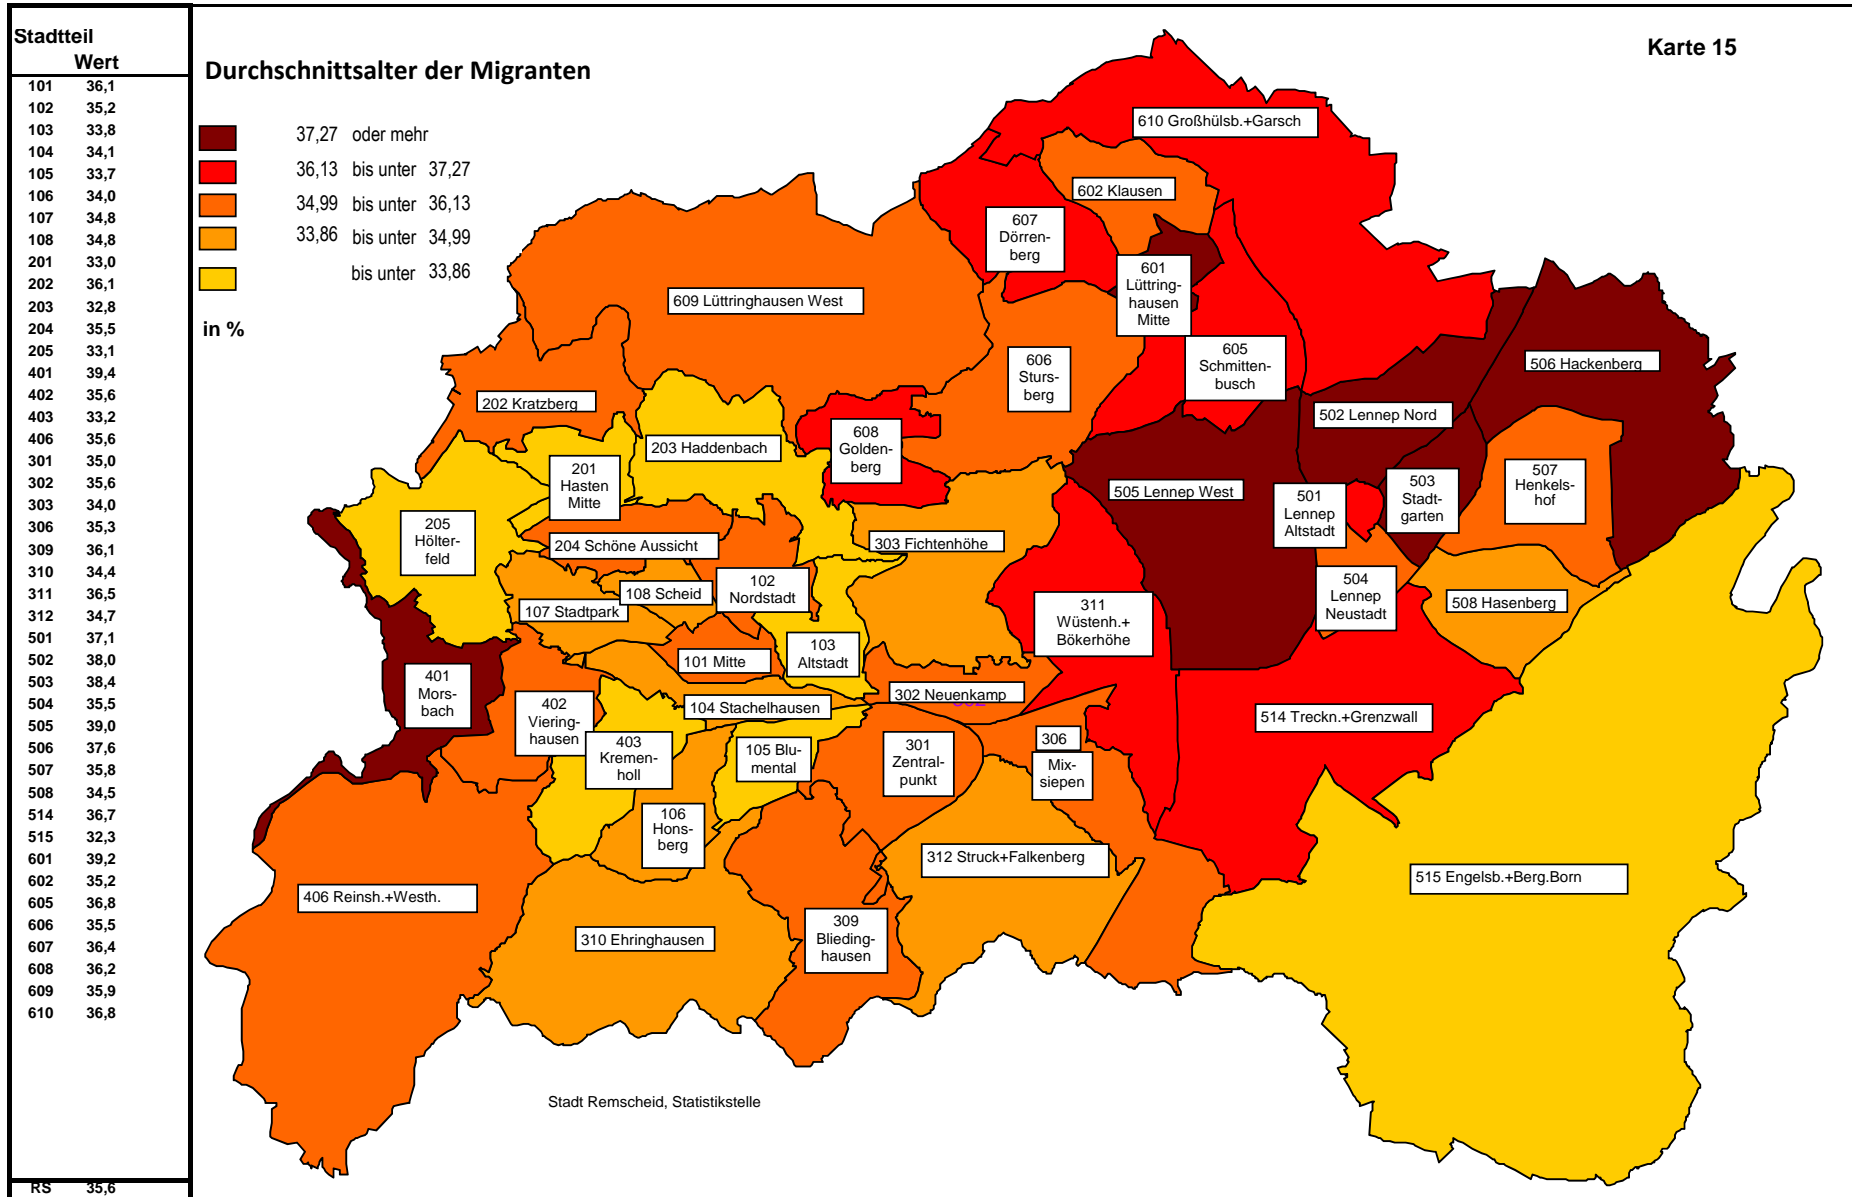 Stadtteil
Wert
101 36,1
102 35,2
103 33,8
104 34,1
105 33,7
106 34,0
107 34,8
108 34,8
201 33,0
202 36,1
203 32,8
204 35,5
205 33,1
401 39,4
402 35,6
403 33,2
406 35,6
301 35,0
302 35,6
303 34,0
306 35,3
309 36,1
310 34,4
311 36,5
312 34,7
501 37,1
502 38,0
503 38,4
504 35,5
505 39,0
506 37,6
507 35,8
508 34,5
514 36,7
515 32,3
601 39,2
602 35,2
605 36,8
606 35,5
607 36,4
608 36,2
609 35,9
610 36,8
RS 35,6
Durchschnittsalter der Migranten
Karte 15
37,27 oder mehr
36,13 bis unter 37,27
34,99 bis unter 36,13
33,86 bis unter 34,99
bis unter 33,86
in %
610 Großhülsb.+Garsch
602 Klausen
607
Dörren-
berg
601
Lüttring-
hausen
Mitte
609 Lüttringhausen West
605
Schmitten-
busch
606
Sturs-
berg
506 Hackenberg
202 Kratzberg
502 Lennep Nord
203 Haddenbach
608
Golden-
berg
201
Hasten
Mitte
505 Lennep West
501
Lennep
Altstadt
503
Stadt-
garten
507
Henkels-
hof
205
Hölter-
feld
204 Schöne Aussicht
303 Fichtenhöhe
102
Nordstadt
108 Scheid
107 Stadtpark
504
Lennep
Neustadt
508 Hasenberg
311
Wüstenh.+
Bökerhöhe
103
Altstadt
101 Mitte
401
Mors-
bach
302 Neuenkamp
302
402
Viering-
hausen
104 Stachelhausen
514 Treckn.+Grenzwall
403
Kremen-
holl
105 Blu-
mental
301
Zentral-
punkt
306
Mix-
siepen
106
Hons-
berg
312 Struck+Falkenberg
515 Engelsb.+Berg.Born
406 Reinsh.+Westh.
310 Ehringhausen
309
Blieding-
hausen
Stadt Remscheid, Statistikstelle